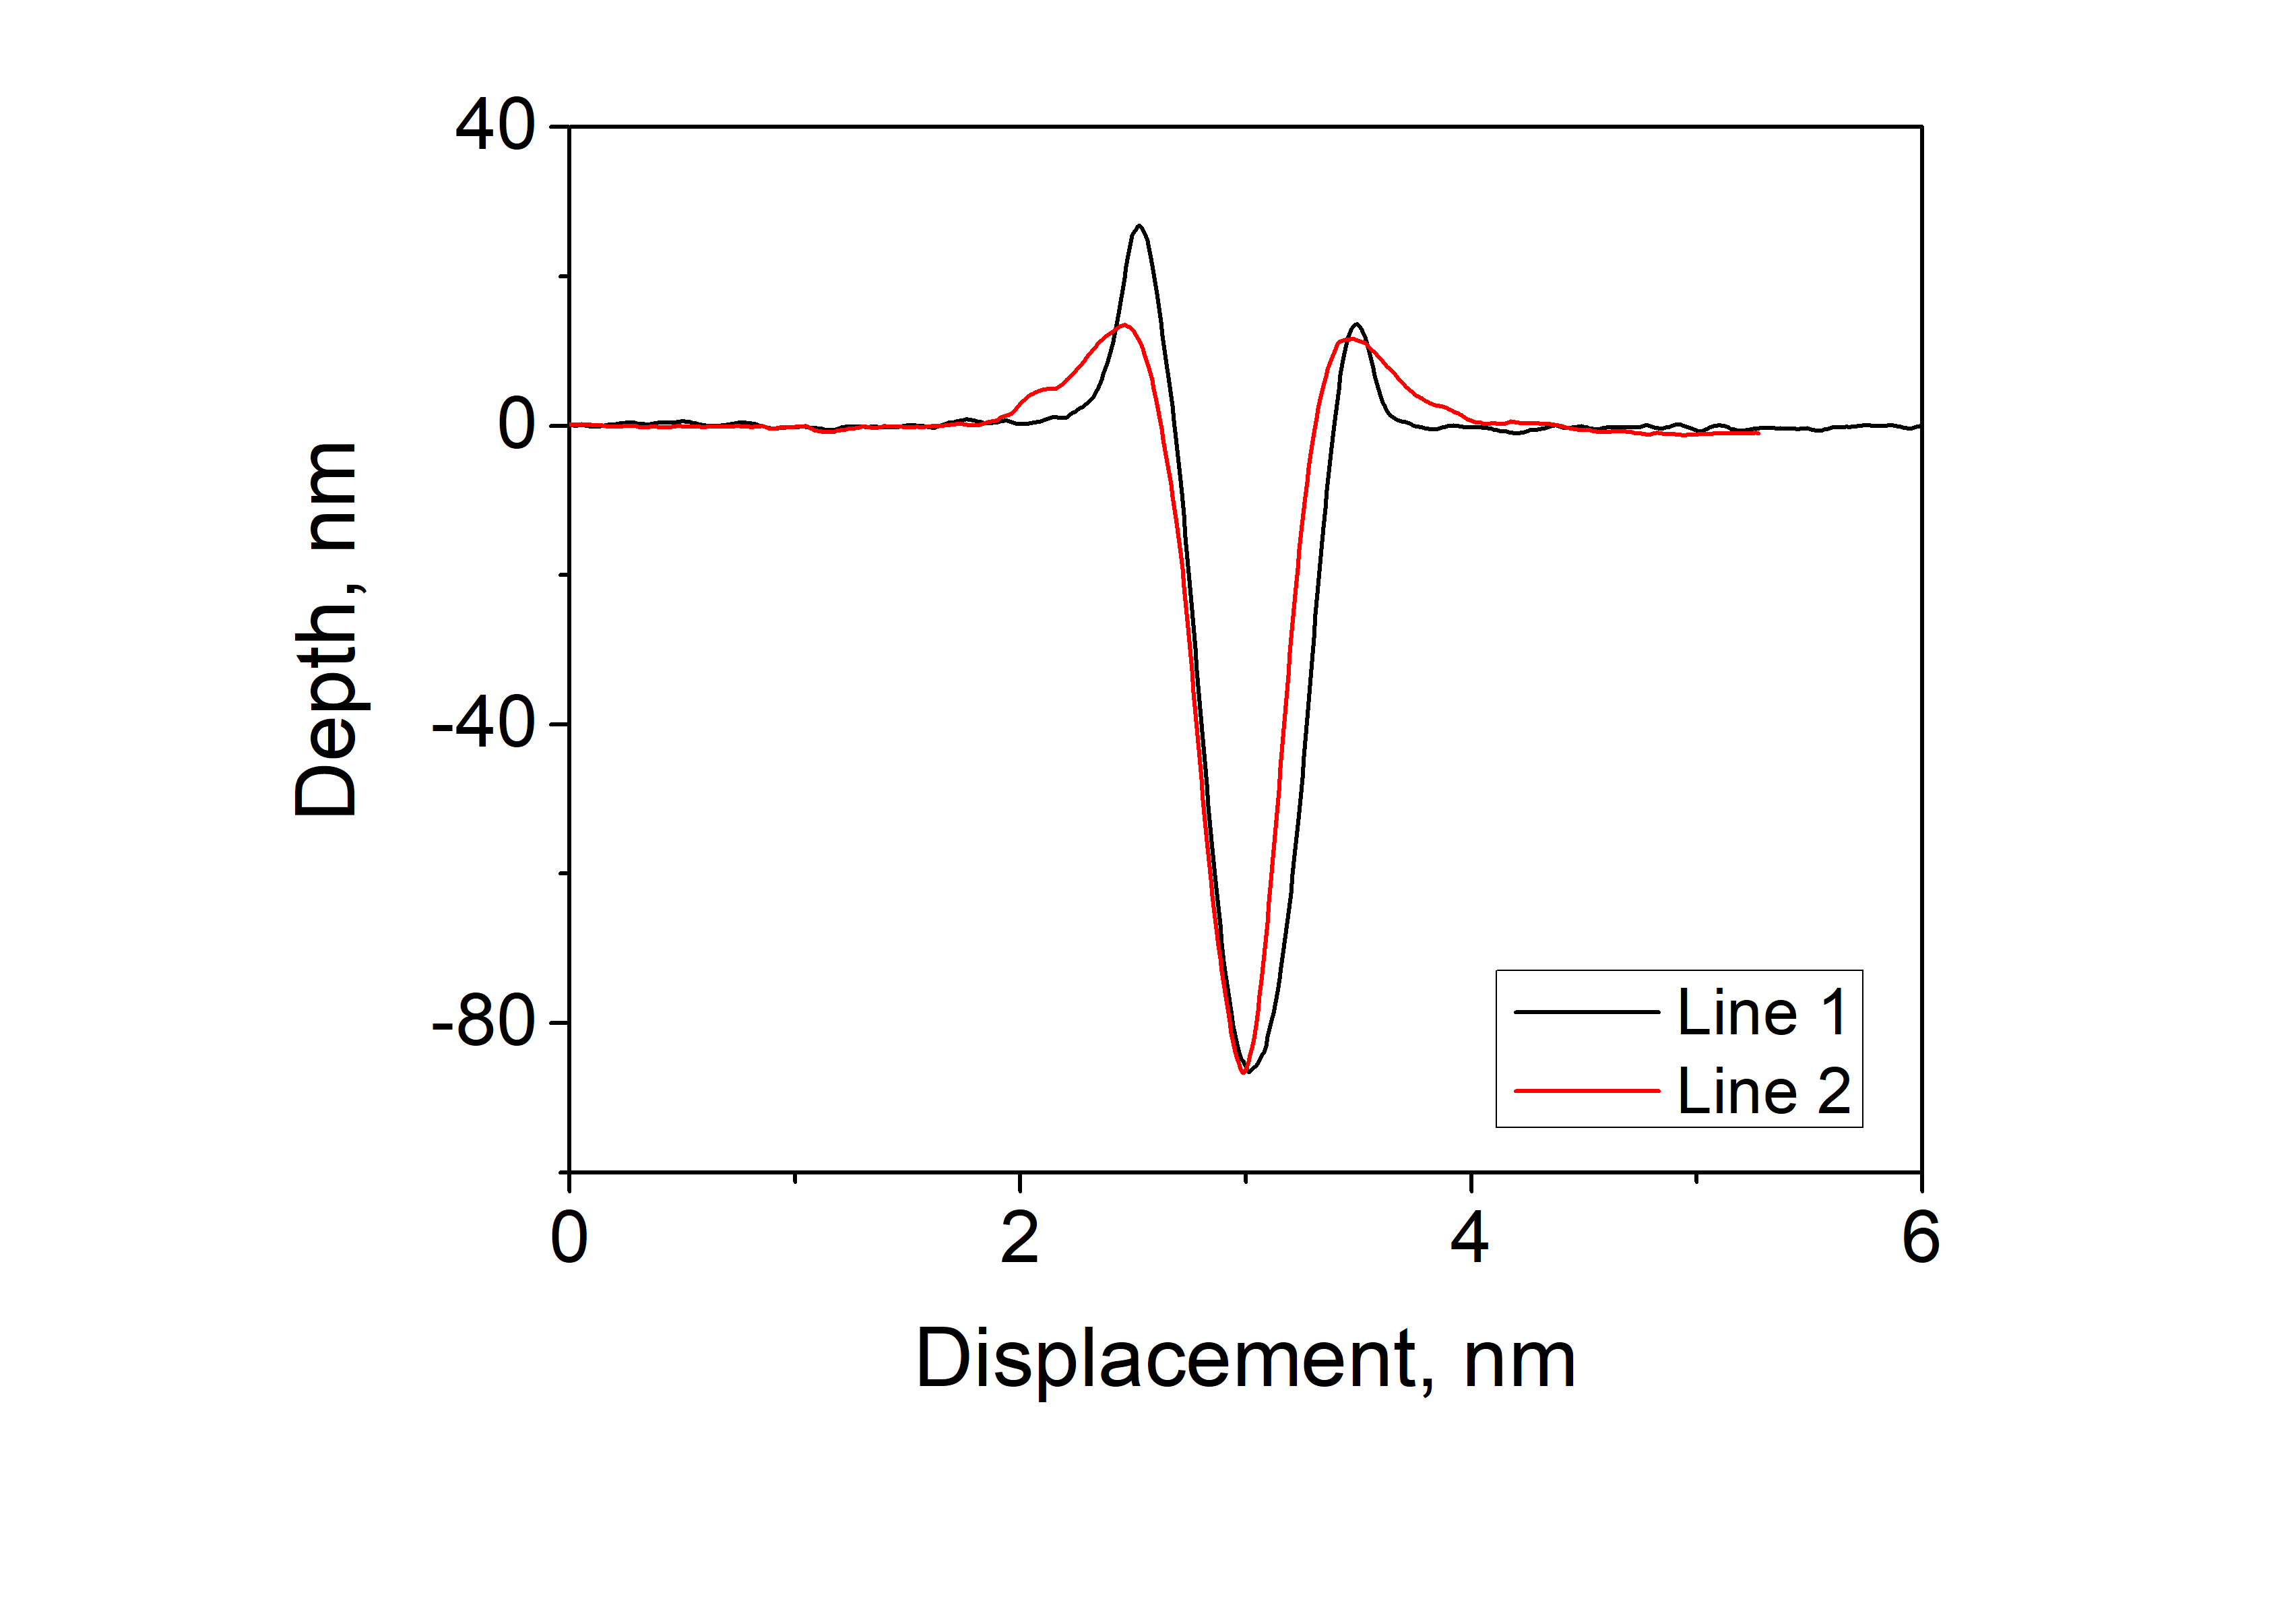 40
0
-40
-80
Depth, nm
0 2 4 6
Displacement, nm
Line 1
Line 2